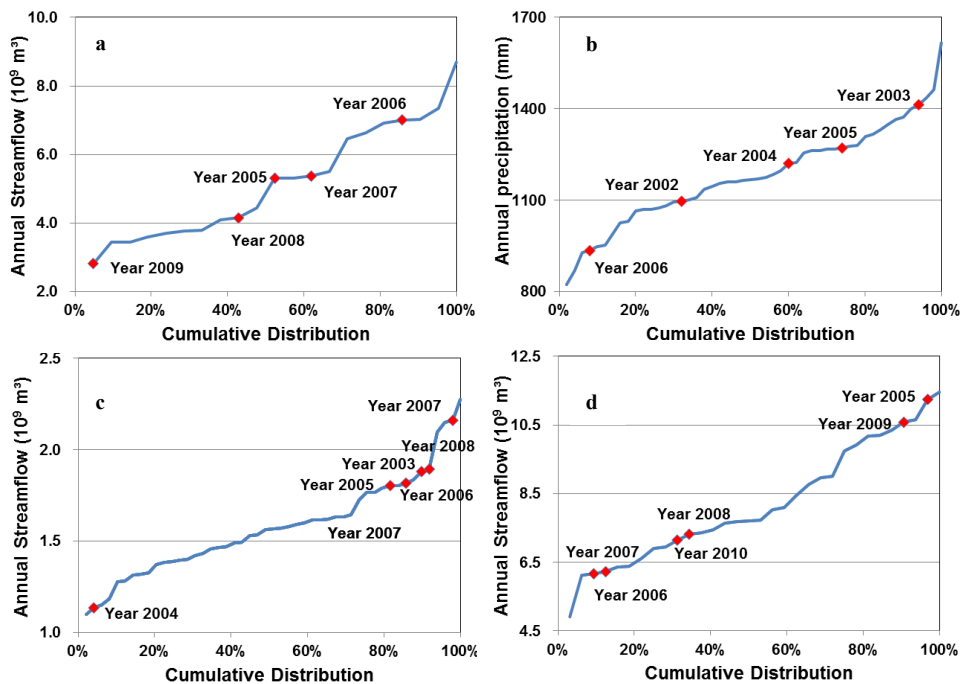 a
Annual Streamflow (10⁹ m³)
10.0
8.0
6.0
4.0
2.0
Year 2006
Year 2005
Year 2007
Year 2008
Year 2009
0% 20% 40% 60% 80% 100%
Cumulative Distribution
b
Annual precipitation (mm)
1700
1400
1100
800
Year 2003
Year 2005
Year 2004
Year 2002
Year 2006
0% 20% 40% 60% 80% 100%
Cumulative Distribution
c
Annual Streamflow (10⁹ m³)
2.5
2.0
1.5
1.0
Year 2007
Year 2008
Year 2003
Year 2005
Year 2006
Year 2007
Year 2004
0% 20% 40% 60% 80% 100%
Cumulative Distribution
d
Annual Streamflow (10⁹ m³)
12.5
10.5
8.5
6.5
4.5
Year 2005
Year 2009
Year 2008
Year 2010
Year 2007
Year 2006
0% 20% 40% 60% 80% 100%
Cumulative Distribution